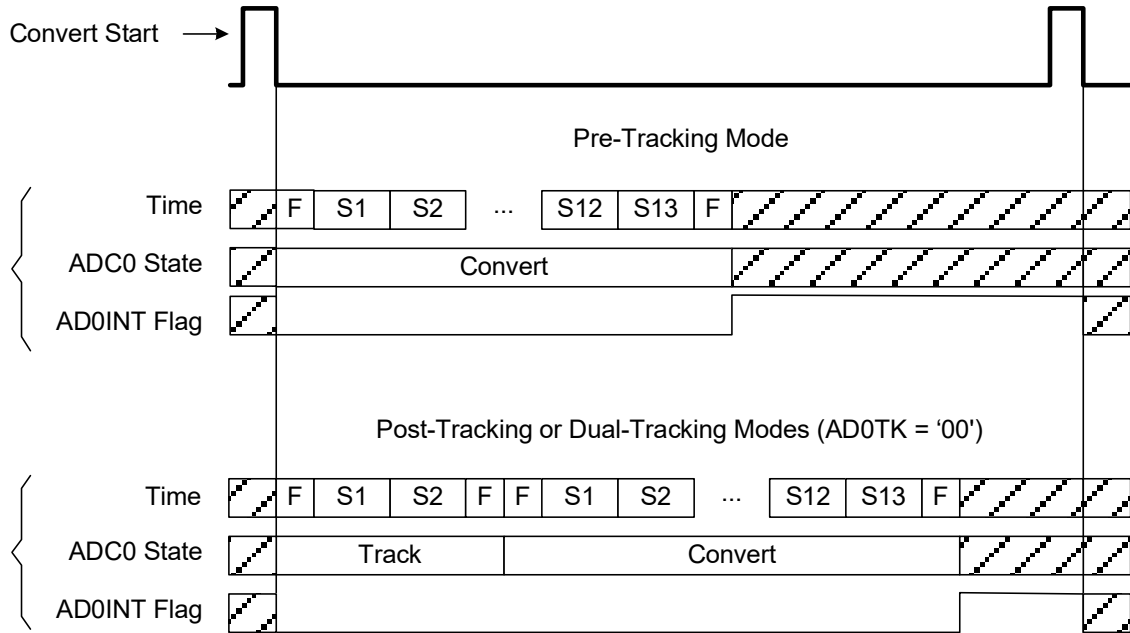 Convert Start
Pre-Tracking Mode
Time F S1 S2 ... S12 S13 F
ADC0 State Convert
AD0INT Flag
Post-Tracking or Dual-Tracking Modes (AD0TK = ‘00')
Time F S1 S2 F F S1 S2 ... S12 S13 F
ADC0 State Track Convert
AD0INT Flag